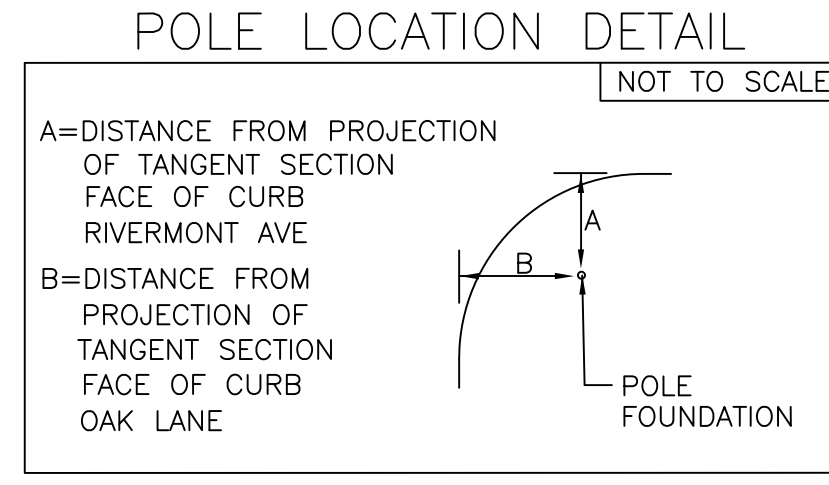 POLE LOCATION DETAIL
NOT TO SCALE
A=DISTANCE FROM PROJECTION
OF TANGENT SECTION
FACE OF CURB
RIVERMONT AVE
B=DISTANCE FROM
PROJECTION OF
TANGENT SECTION
FACE OF CURB
OAK LANE
A
B
POLE
FOUNDATION